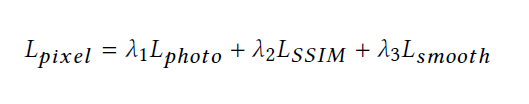 L_{pixel} = λ_1 L_{photo} + λ_2 L_{SSIM} + λ_3 L_{smooth}